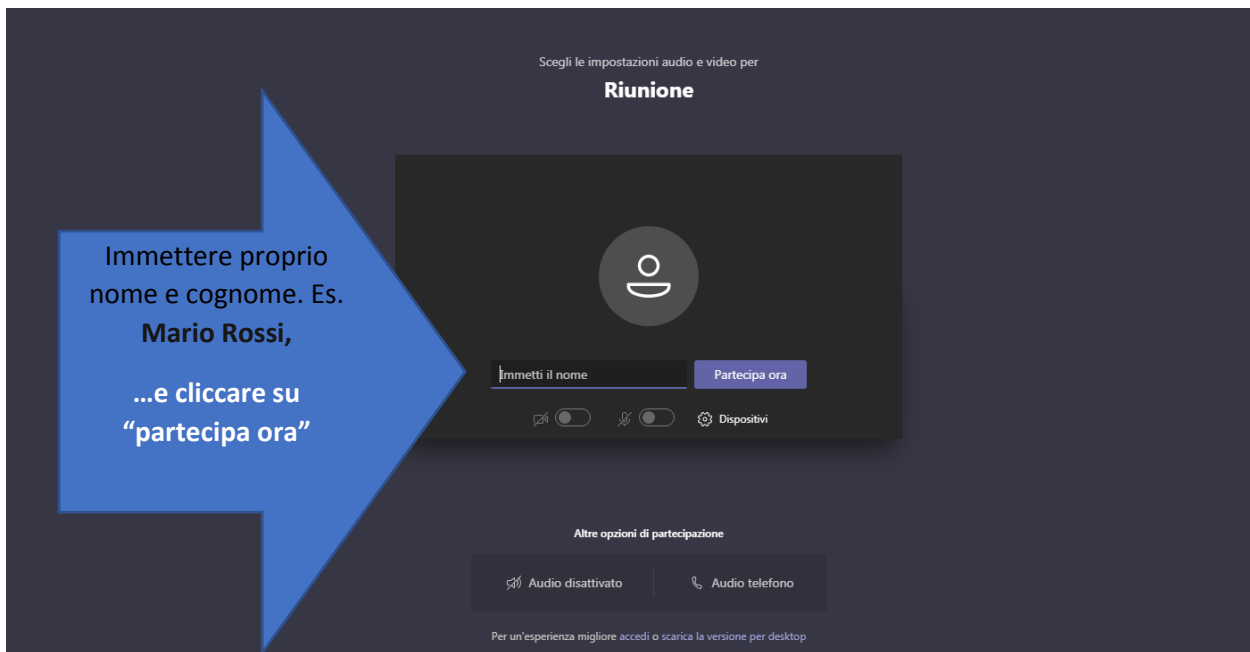 Scegli le impostazioni audio e video per
Riunione
Immettere proprio
nome e cognome. Es.
Mario Rossi,
…e cliccare su
“partecipa ora”
Immetti il nome
Partecipa ora
Dispositivi
Altre opzioni di partecipazione
Audio disattivato
Audio telefono
Per un'esperienza migliore accedi o scarica la versione per desktop